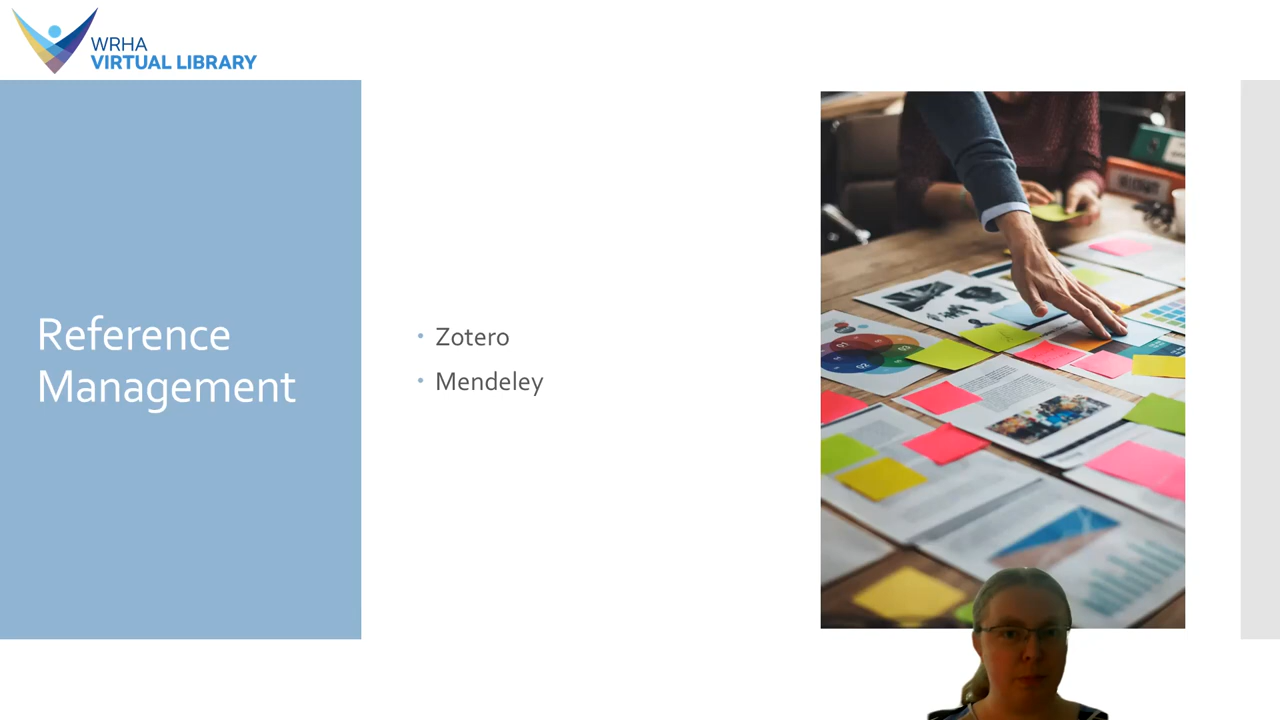 WRHA
VIRTUAL LIBRARY
Reference
Management
• Zotero
• Mendeley